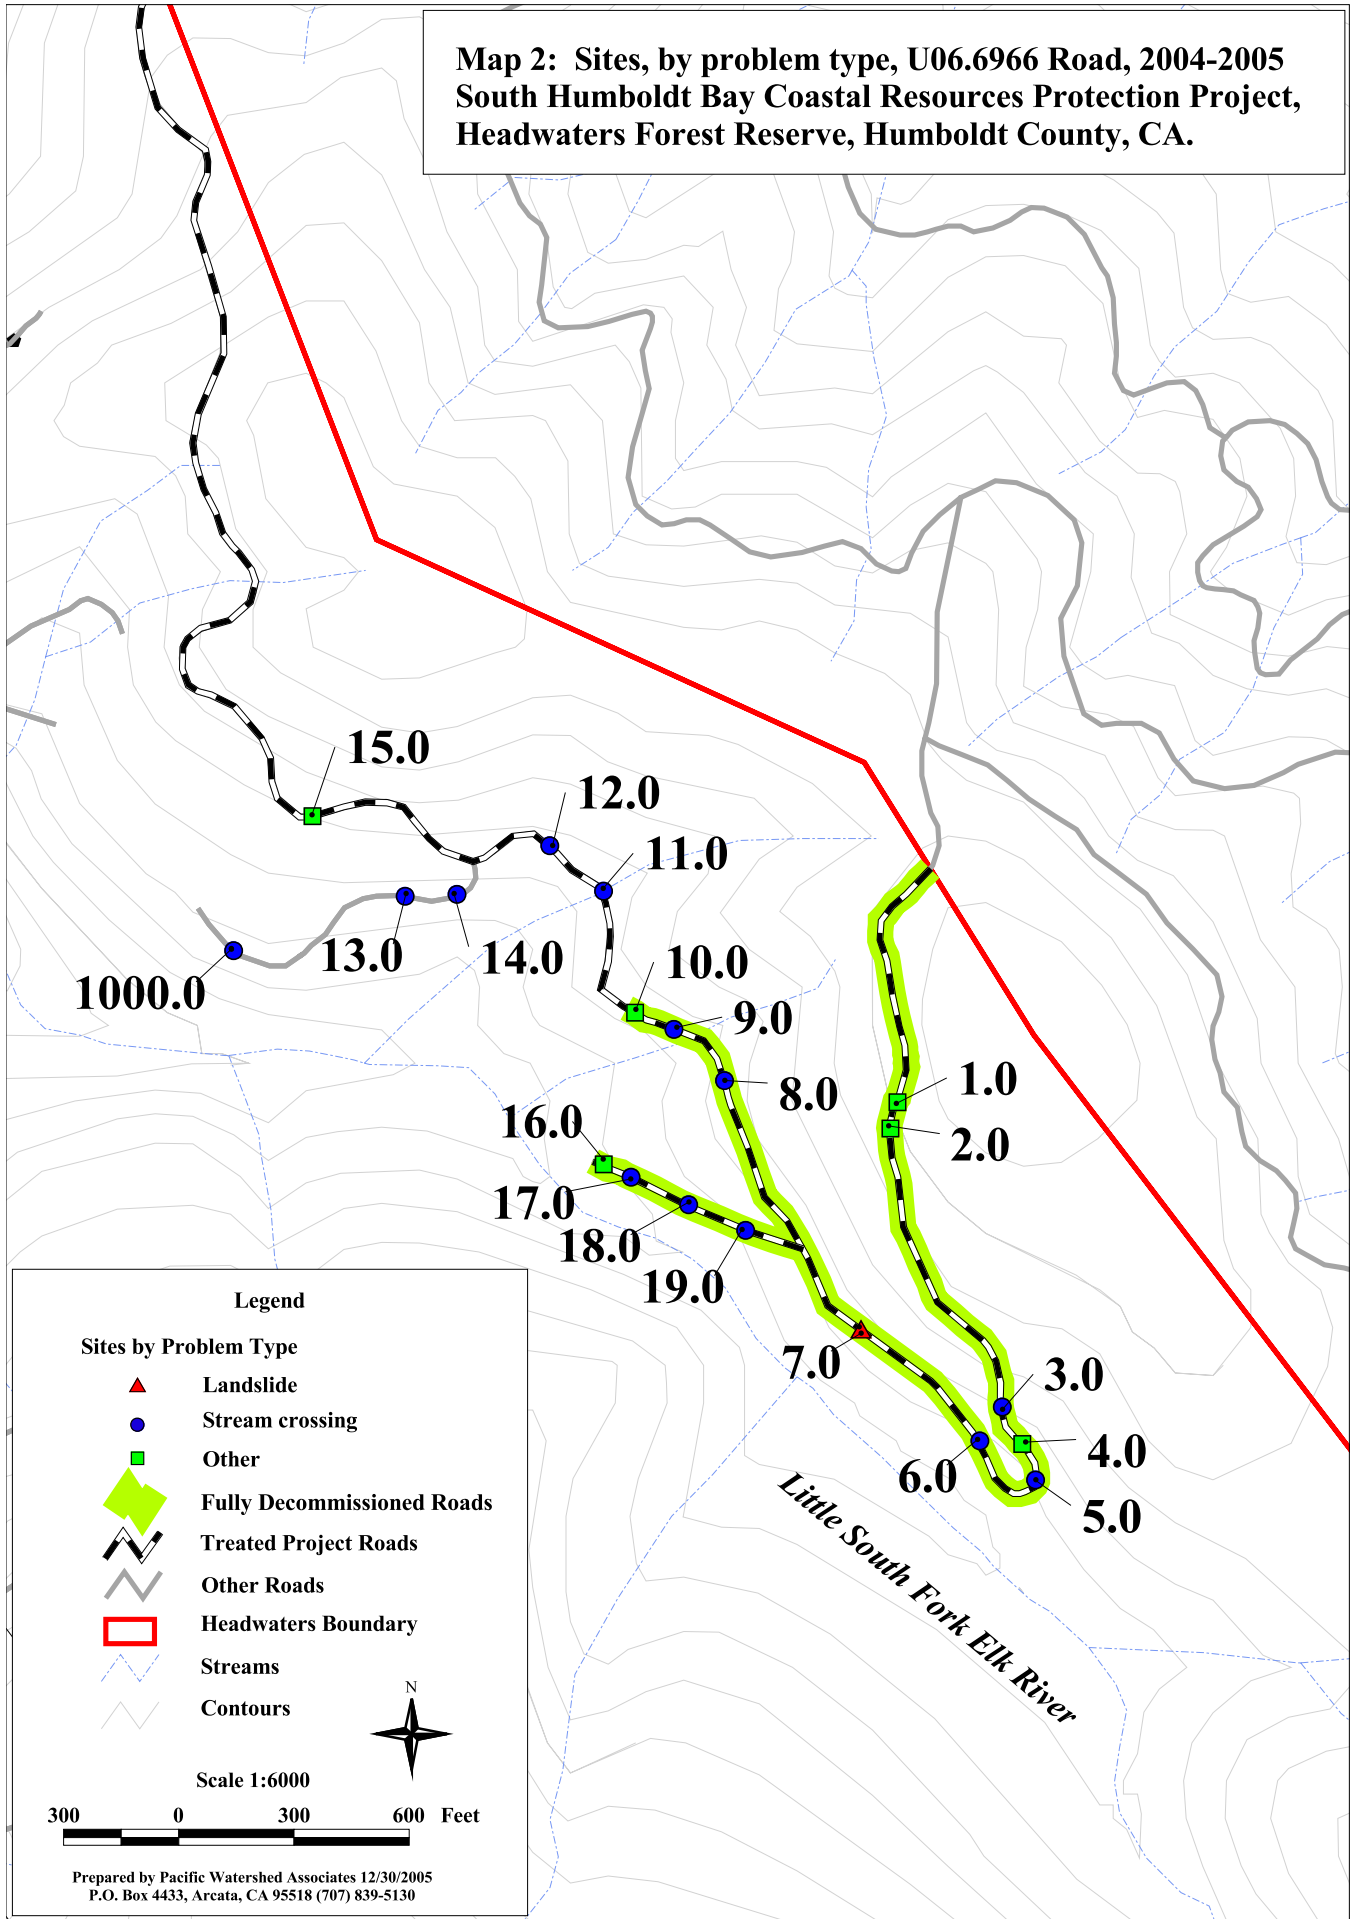 Map 2:  Sites, by problem type, U06.6966 Road, 2004-2005
South Humboldt Bay Coastal Resources Protection Project,
Headwaters Forest Reserve, Humboldt County, CA.
15.0
12.0
11.0
13.0
14.0
1000.0
10.0
9.0
8.0
1.0
2.0
16.0
17.0
18.0
19.0
7.0
3.0
4.0
6.0
5.0
Little South Fork Elk River
Legend
Sites by Problem Type
Landslide
Stream crossing
Other
Fully Decommissioned Roads
Treated Project Roads
Other Roads
Headwaters Boundary
Streams
Contours
N
Scale 1:6000
300 0 300 600 Feet
Prepared by Pacific Watershed Associates 12/30/2005
P.O. Box 4433, Arcata, CA 95518 (707) 839-5130